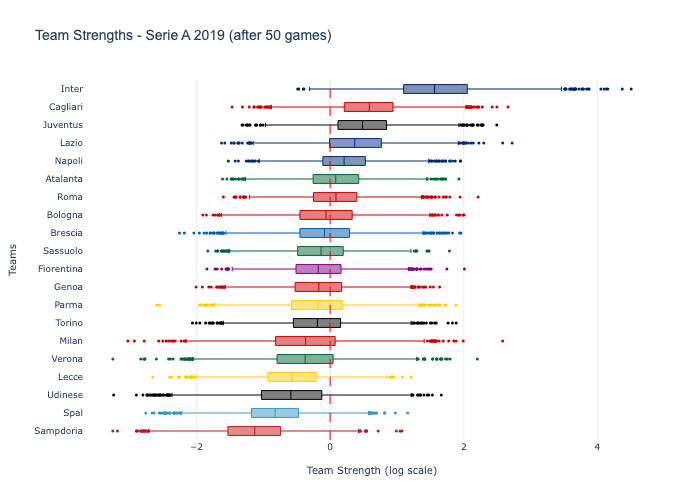 Team Strengths - Serie A 2019 (after 50 games)
Inter
Cagliari
Juventus
Lazio
Napoli
Atalanta
Roma
Bologna
Brescia
Sassuolo
Fiorentina
Genoa
Parma
Torino
Milan
Verona
Lecce
Udinese
Spal
Sampdoria
Teams
−2
0
2
4
Team Strength (log scale)